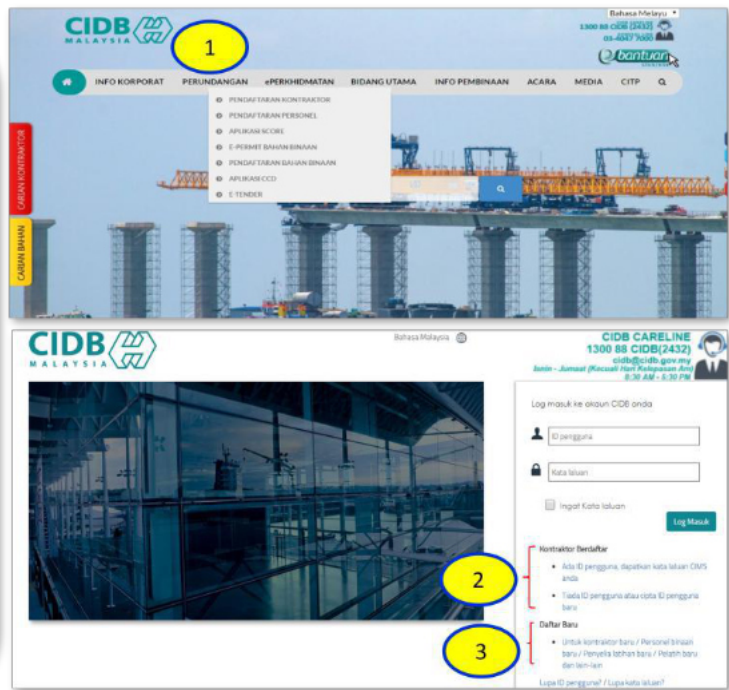 CIDB
MALAYSIA
1
Bahasa Melayu
1300 88 CIDB (2432)
03-4047 7000
bantuan
INFO KORPORAT PERUNDANGAN ePERKHIDMATAN BIDANG UTAMA INFO PEMBINAAN ACARA MEDIA CITP
PENDAFTARAN KONTRAKTOR
PENDAFTARAN PERSONEL
APLIKASI SCORE
E-PERMIT BAHAN BINAAN
PENDAFTARAN BAHAN BINAAN
APLIKASI CCD
E-TENDER
CARIAN KONTRAKTOR
CARIAN BAHAN
CIDB
MALAYSIA
Bahasa Malaysia
CIDB CARELINE
1300 88 CIDB(2432)
cidb@cidb.gov.my
Isnin - Jumaat (Kecuali Hari Kelepasan Am)
8:30 AM - 5:30 PM
Log masuk ke akaun CIDB anda
ID pengguna
Kata laluan
Ingat Kata laluan
Log Masuk
Kontraktor Berdaftar
2
• Ada ID pengguna, dapatkan kata laluan CIMS
anda
• Tiada ID pengguna atau cipta ID pengguna
baru
Daftar Baru
3
• Untuk kontraktor baru / Personel binaan
baru / Penyelia latihan baru / Pelatih baru
dan lain-lain
Lupa ID pengguna? / Lupa kata laluan?